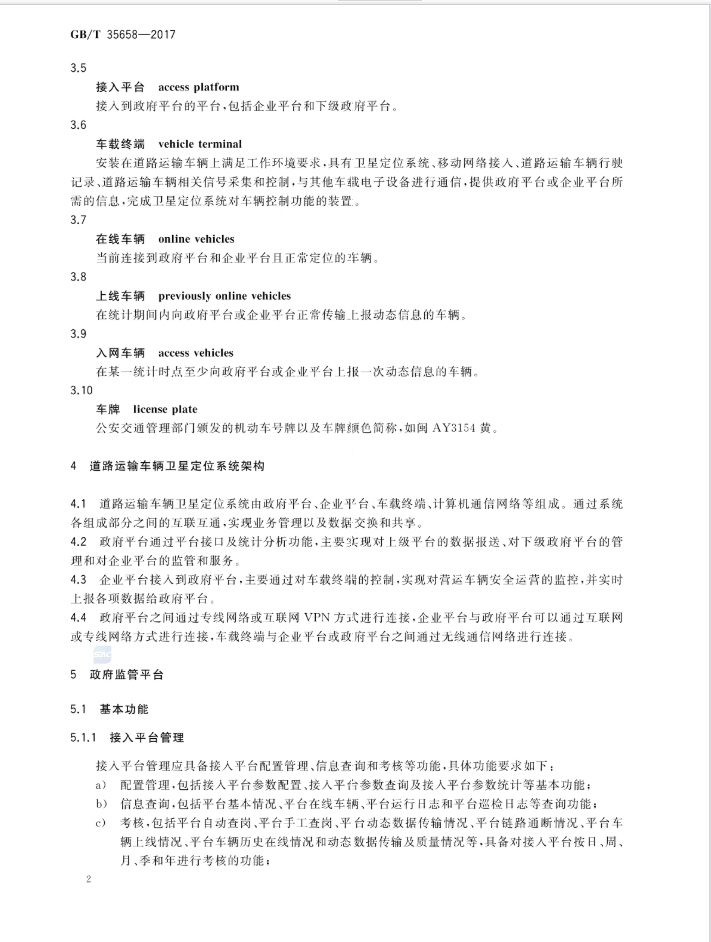 GB/T 35658—2017
3.5
接入平台 access platform
接入到政府平台的平台,包括企业平台和下级政府平台。
3.6
车载终端 vehicle terminal
安装在道路运输车辆上满足工作环境要求,具有卫星定位系统、移动网络接入、道路运输车辆行驶
记录、道路运输车辆相关信号采集和控制,与其他车载电子设备进行通信,提供政府平台或企业平台所
需的信息,完成卫星定位系统对车辆控制功能的装置。
3.7
在线车辆 online vehicles
当前连接到政府平台和企业平台且正常定位的车辆。
3.8
上线车辆 previously online vehicles
在统计期间内向政府平台或企业平台正常传输上报动态信息的车辆。
3.9
入网车辆 access vehicles
在某一统计时点至少向政府平台或企业平台上报一次动态信息的车辆。
3.10
车牌 license plate
公安交通管理部门颁发的机动车号牌以及车牌颜色简称,如闽 AY3154 黄。
4 道路运输车辆卫星定位系统架构
4.1 道路运输车辆卫星定位系统由政府平台、企业平台、车载终端、计算机通信网络等组成。通过系统
各组成部分之间的互联互通,实现业务管理以及数据交换和共享。
4.2 政府平台通过平台接口及统计分析功能,主要实现对上级平台的数据报送、对下级政府平台的管
理和对企业平台的监管和服务。
4.3 企业平台接入到政府平台,主要通过对车载终端的控制,实现对营运车辆安全运营的监控,并实时
上报各项数据给政府平台。
4.4 政府平台之间通过专线网络或互联网 VPN 方式进行连接,企业平台与政府平台可以通过互联网
或专线网络方式进行连接,车载终端与企业平台或政府平台之间通过无线通信网络进行连接。
SAC
5 政府监管平台
5.1 基本功能
5.1.1 接入平台管理
接入平台管理应具备接入平台配置管理、信息查询和考核等功能,具体功能要求如下:
a) 配置管理,包括接入平台参数配置、接入平台参数查询及接入平台参数统计等基本功能;
b) 信息查询,包括平台基本情况、平台在线车辆、平台运行日志和平台巡检日志等查询功能;
c) 考核,包括平台自动查岗、平台手工查岗、平台动态数据传输情况、平台链路通断情况、平台车
辆上线情况、平台车辆历史在线情况和动态数据传输及质量情况等,具备对接入平台按日、周、
月、季和年进行考核的功能;
2